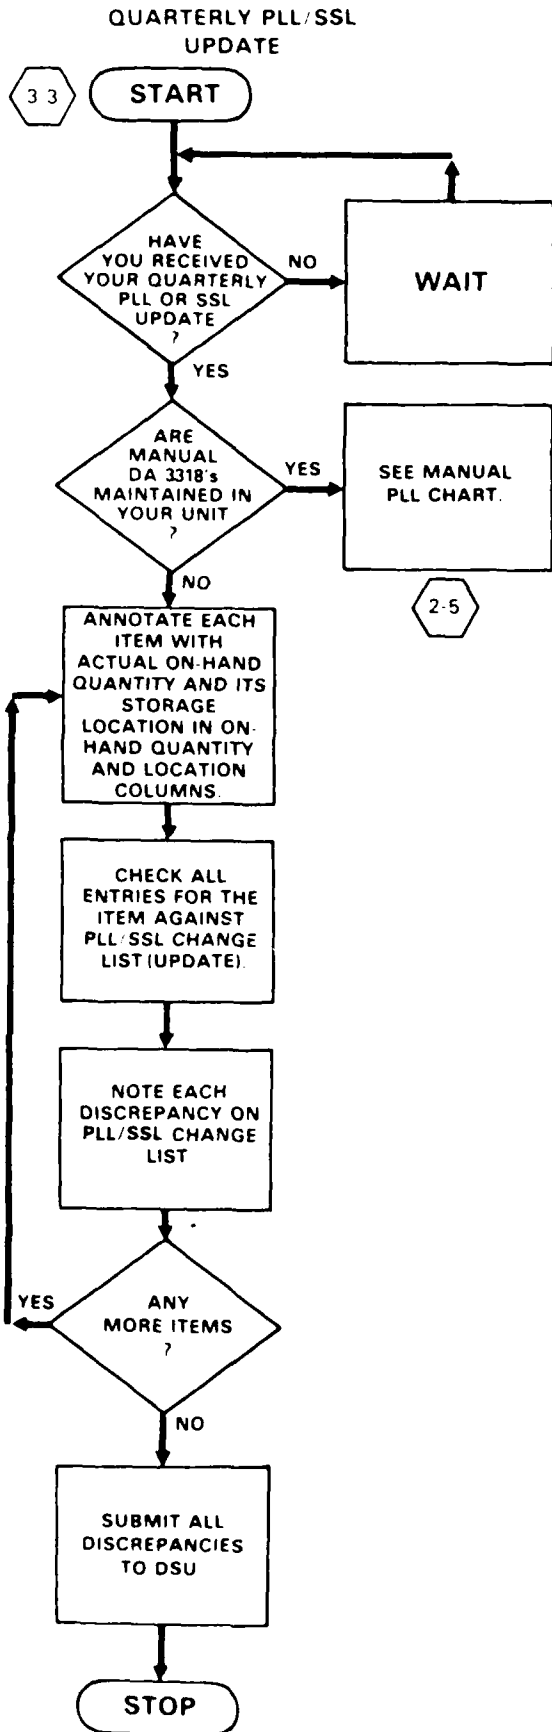 QUARTERLY PLL/SSL
UPDATE
3 3
START
HAVE
YOU RECEIVED
YOUR QUARTERLY
PLL OR SSL
UPDATE
?
NO
WAIT
YES
ARE
MANUAL
DA 3318's
MAINTAINED IN
YOUR UNIT
?
YES
SEE MANUAL
PLL CHART.
2-5
NO
ANNOTATE EACH
ITEM WITH
ACTUAL ON-HAND
QUANTITY AND ITS
STORAGE
LOCATION IN ON-
HAND QUANTITY
AND LOCATION
COLUMNS.
CHECK ALL
ENTRIES FOR THE
ITEM AGAINST
PLL/SSL CHANGE
LIST (UPDATE).
NOTE EACH
DISCREPANCY ON
PLL/SSL CHANGE
LIST
YES
ANY
MORE ITEMS
?
NO
SUBMIT ALL
DISCREPANCIES
TO DSU
STOP